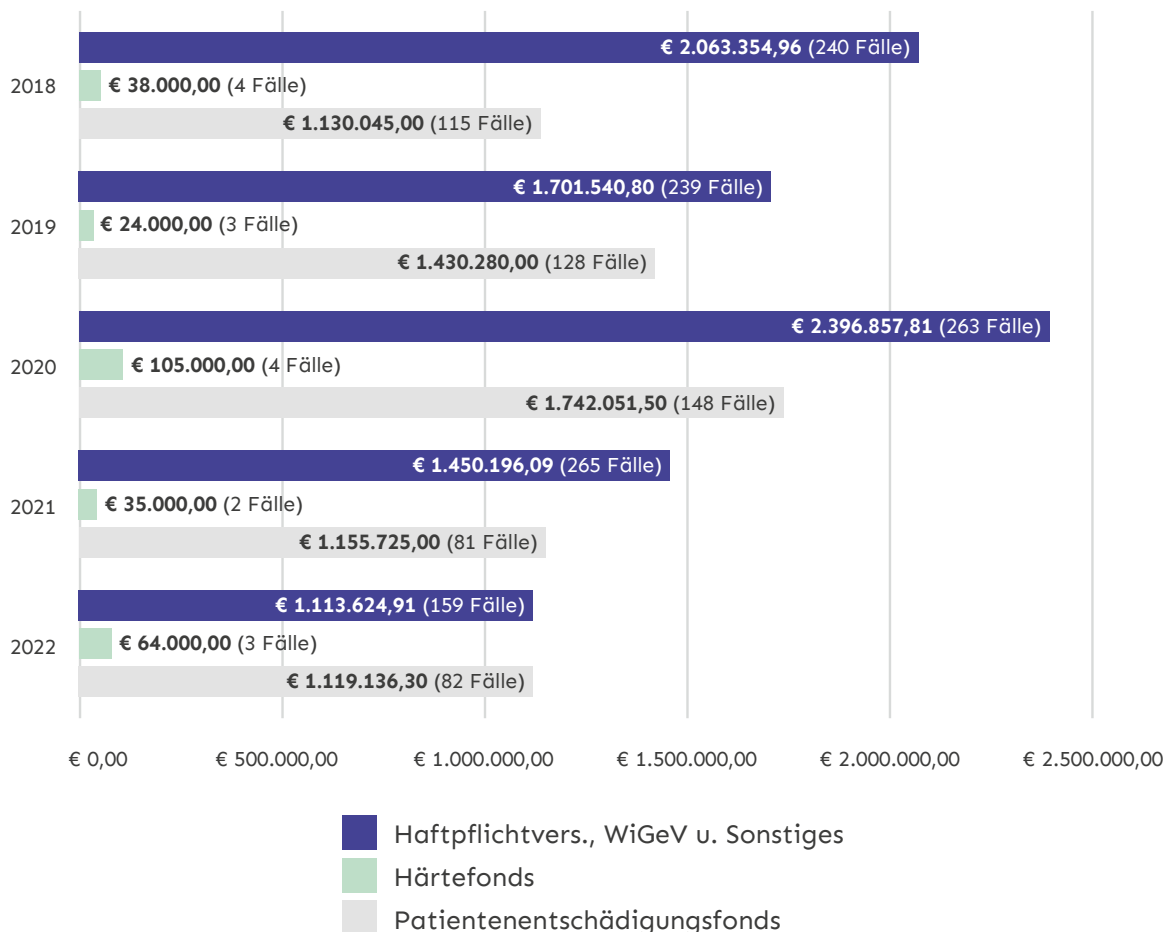 € 2.063.354,96 (240 Fälle)
2018
€ 38.000,00 (4 Fälle)
€ 1.130.045,00 (115 Fälle)
€ 1.701.540,80 (239 Fälle)
2019
€ 24.000,00 (3 Fälle)
€ 1.430.280,00 (128 Fälle)
€ 2.396.857,81 (263 Fälle)
2020
€ 105.000,00 (4 Fälle)
€ 1.742.051,50 (148 Fälle)
€ 1.450.196,09 (265 Fälle)
2021
€ 35.000,00 (2 Fälle)
€ 1.155.725,00 (81 Fälle)
€ 1.113.624,91 (159 Fälle)
2022
€ 64.000,00 (3 Fälle)
€ 1.119.136,30 (82 Fälle)
€ 0,00 € 500.000,00 € 1.000.000,00 € 1.500.000,00 € 2.000.000,00 € 2.500.000,00
Haftpflichtvers., WiGeV u. Sonstiges
Härtefonds
Patientenentschädigungsfonds